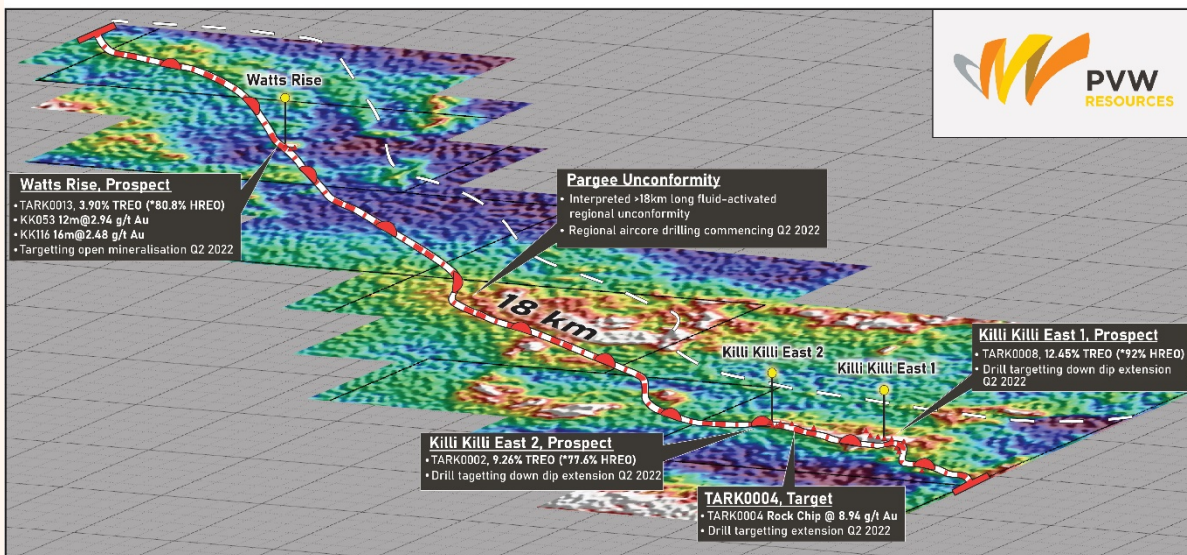 PVW
RESOURCES
Watts Rise
Watts Rise, Prospect
• TARK0013, 3.90% TREO (*80.8% HREO)
• KK053 12m@2.94 g/t Au
• KK116 16m@2.48 g/t Au
• Targetting open mineralisation Q2 2022
Pargee Unconformity
• Interpreted >18km long fluid-activated
regional unconformity
• Regional aircore drilling commencing Q2 2022
18 km
Killi Killi East 2
Killi Killi East 1
Killi Killi East 1, Prospect
• TARK0008, 12.45% TREO (*92% HREO)
• Drill targetting down dip extension
Q2 2022
Killi Killi East 2, Prospect
• TARK0002, 9.26% TREO (*77.6% HREO)
• Drill tagetting down dip extension Q2 2022
TARK0004, Target
• TARK0004 Rock Chip @ 8.94 g/t Au
• Drill targetting extension Q2 2022